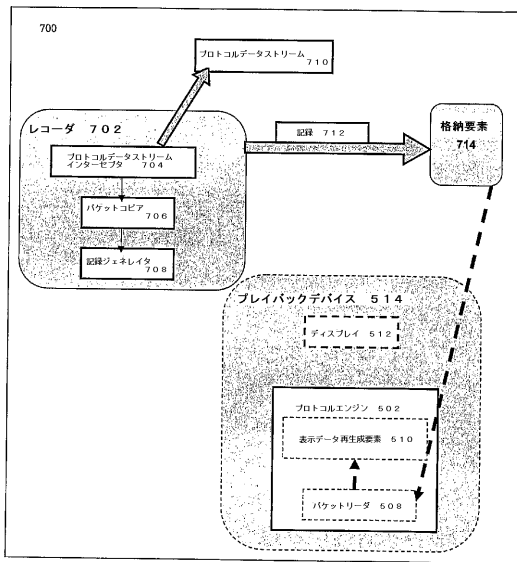 700
プロトコルデータストリーム
710
レコーダ 702
プロトコルデータストリーム
インターセプタ 704
パケットコピア
706
記録ジェネレイタ
708
記録 712
格納要素
714
プレイバックデバイス 514
ディスプレイ 512
プロトコルエンジン 502
表示データ再生成要素 510
パケットリーダ 508